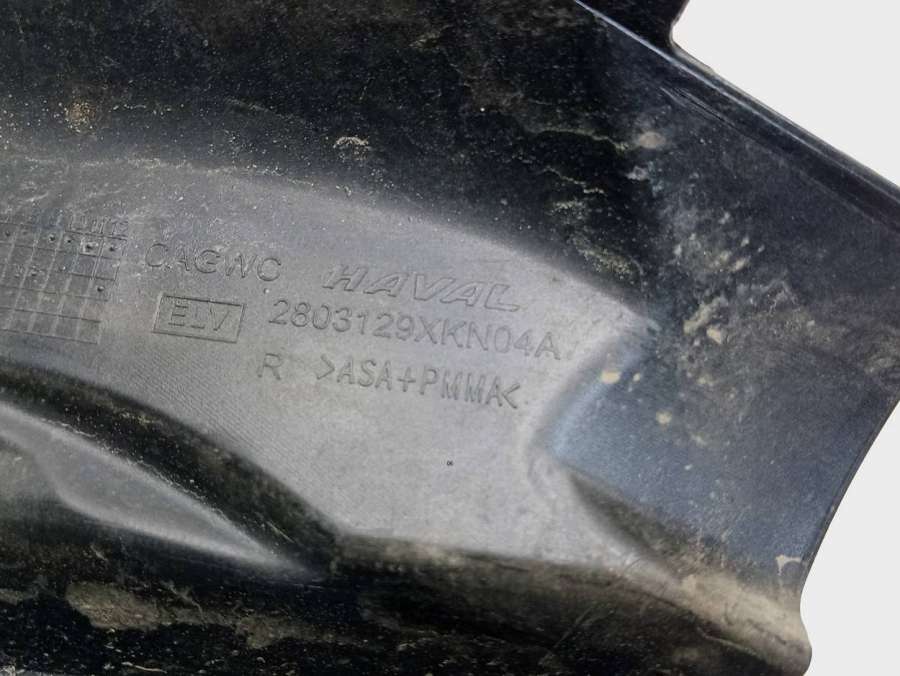 CAGWC HAVAL
ELV 2803129XKN04A
R >ASA+PMMA<